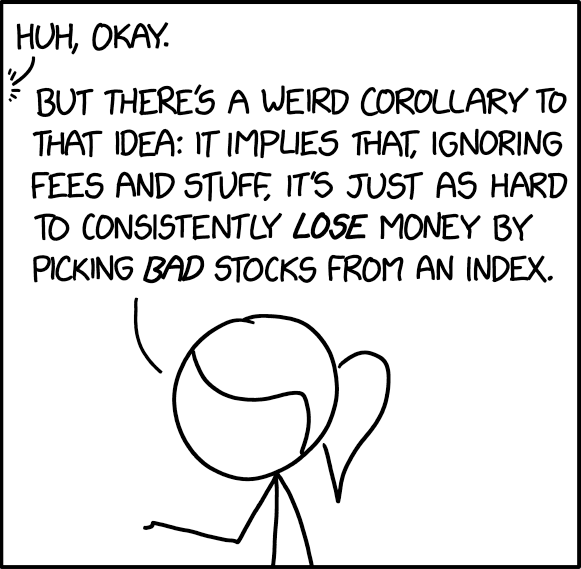 HUH, OKAY.
BUT THERE'S A WEIRD COROLLARY TO
THAT IDEA: IT IMPLIES THAT, IGNORING
FEES AND STUFF, IT'S JUST AS HARD
TO CONSISTENTLY LOSE MONEY BY
PICKING BAD STOCKS FROM AN INDEX.